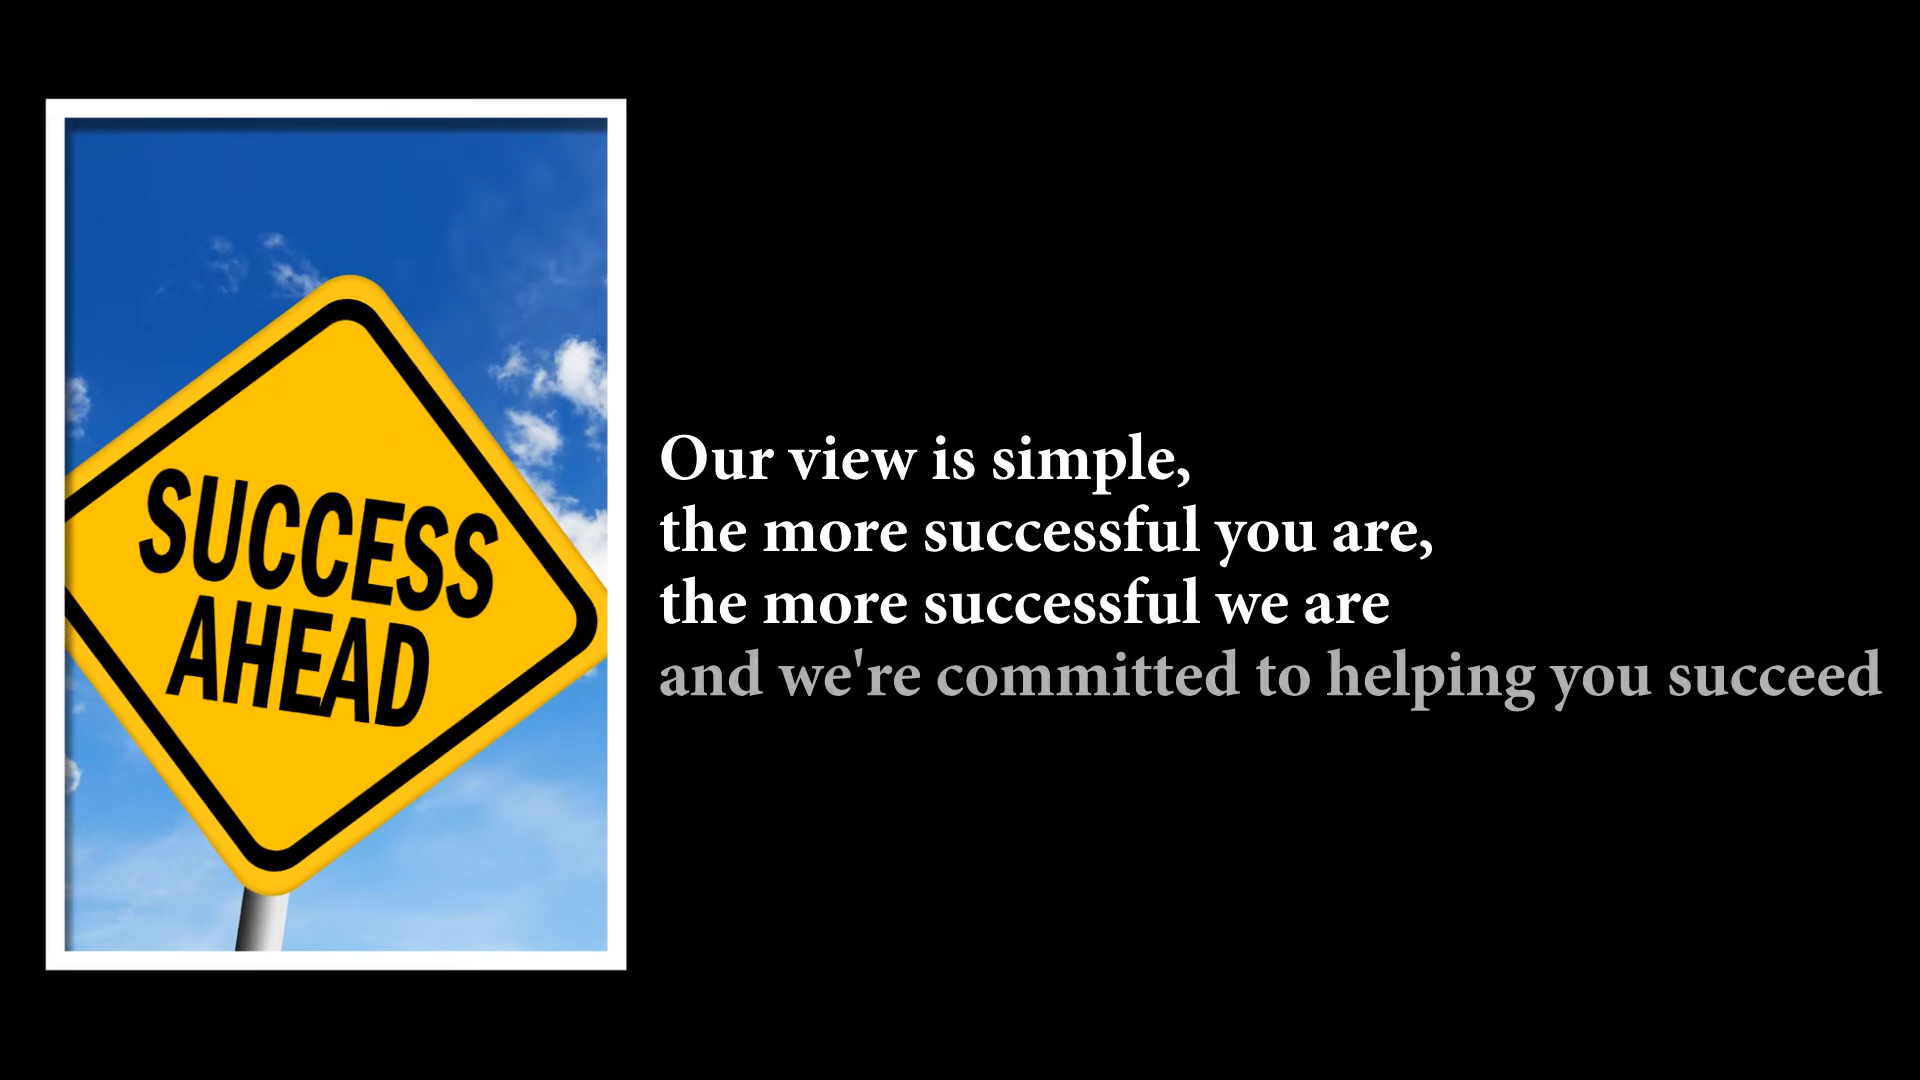 SUCCESS
AHEAD
Our view is simple,
the more successful you are,
the more successful we are
and we're committed to helping you succeed